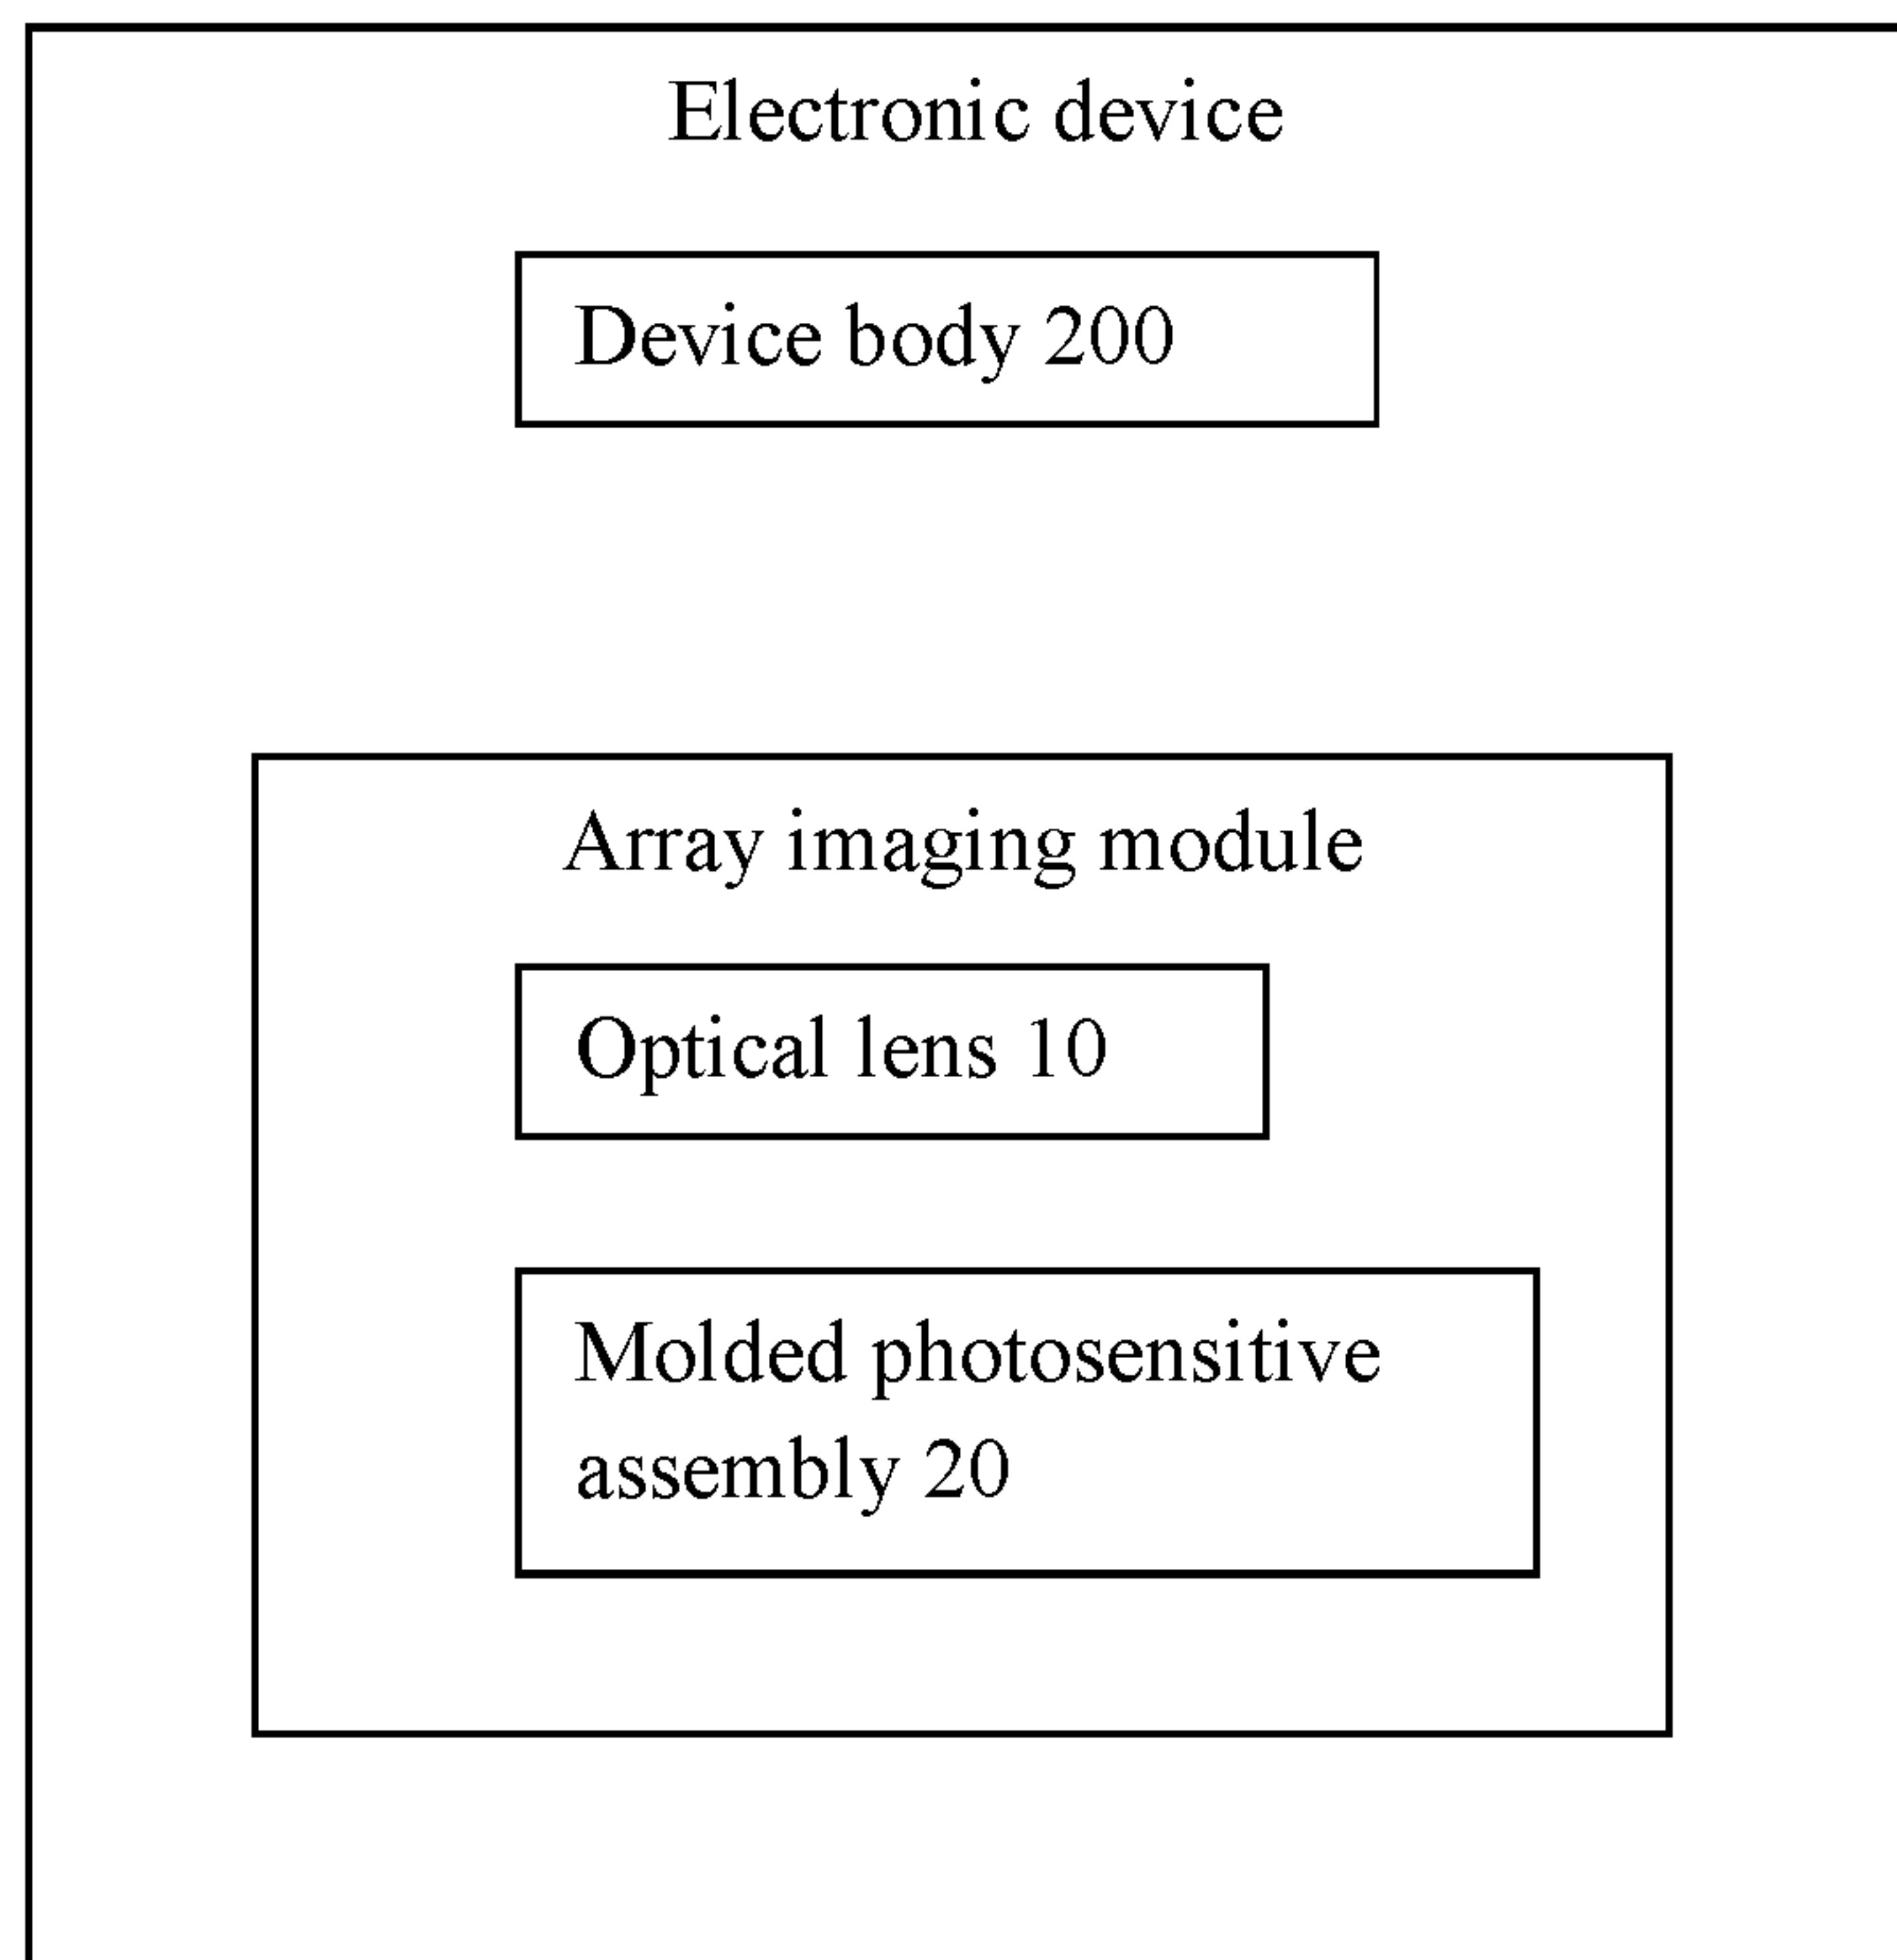 Electronic device
Device body 200
Array imaging module
Optical lens 10
Molded photosensitive
assembly 20